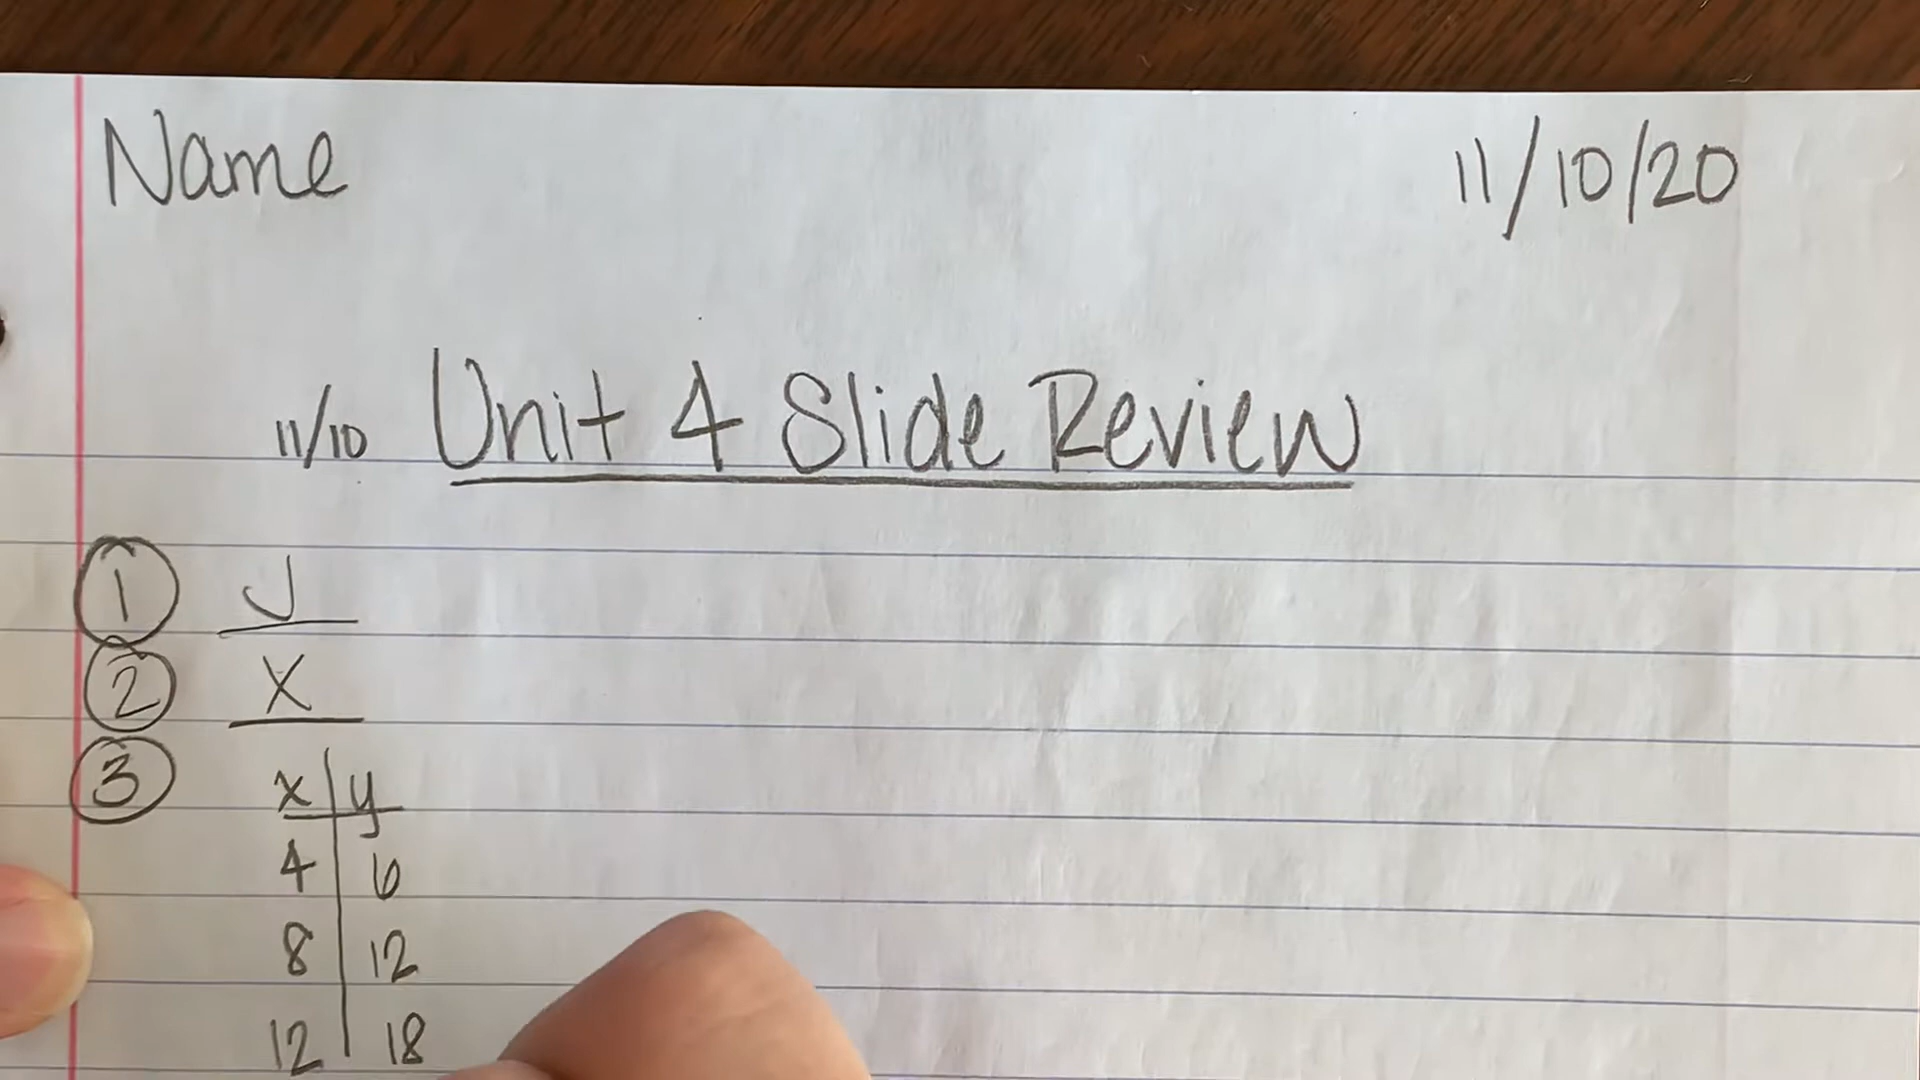 Name 11/10/20
11/10 Unit 4 Slide Review
1 J
2 X
3 x y
4 6
8 12
12 18